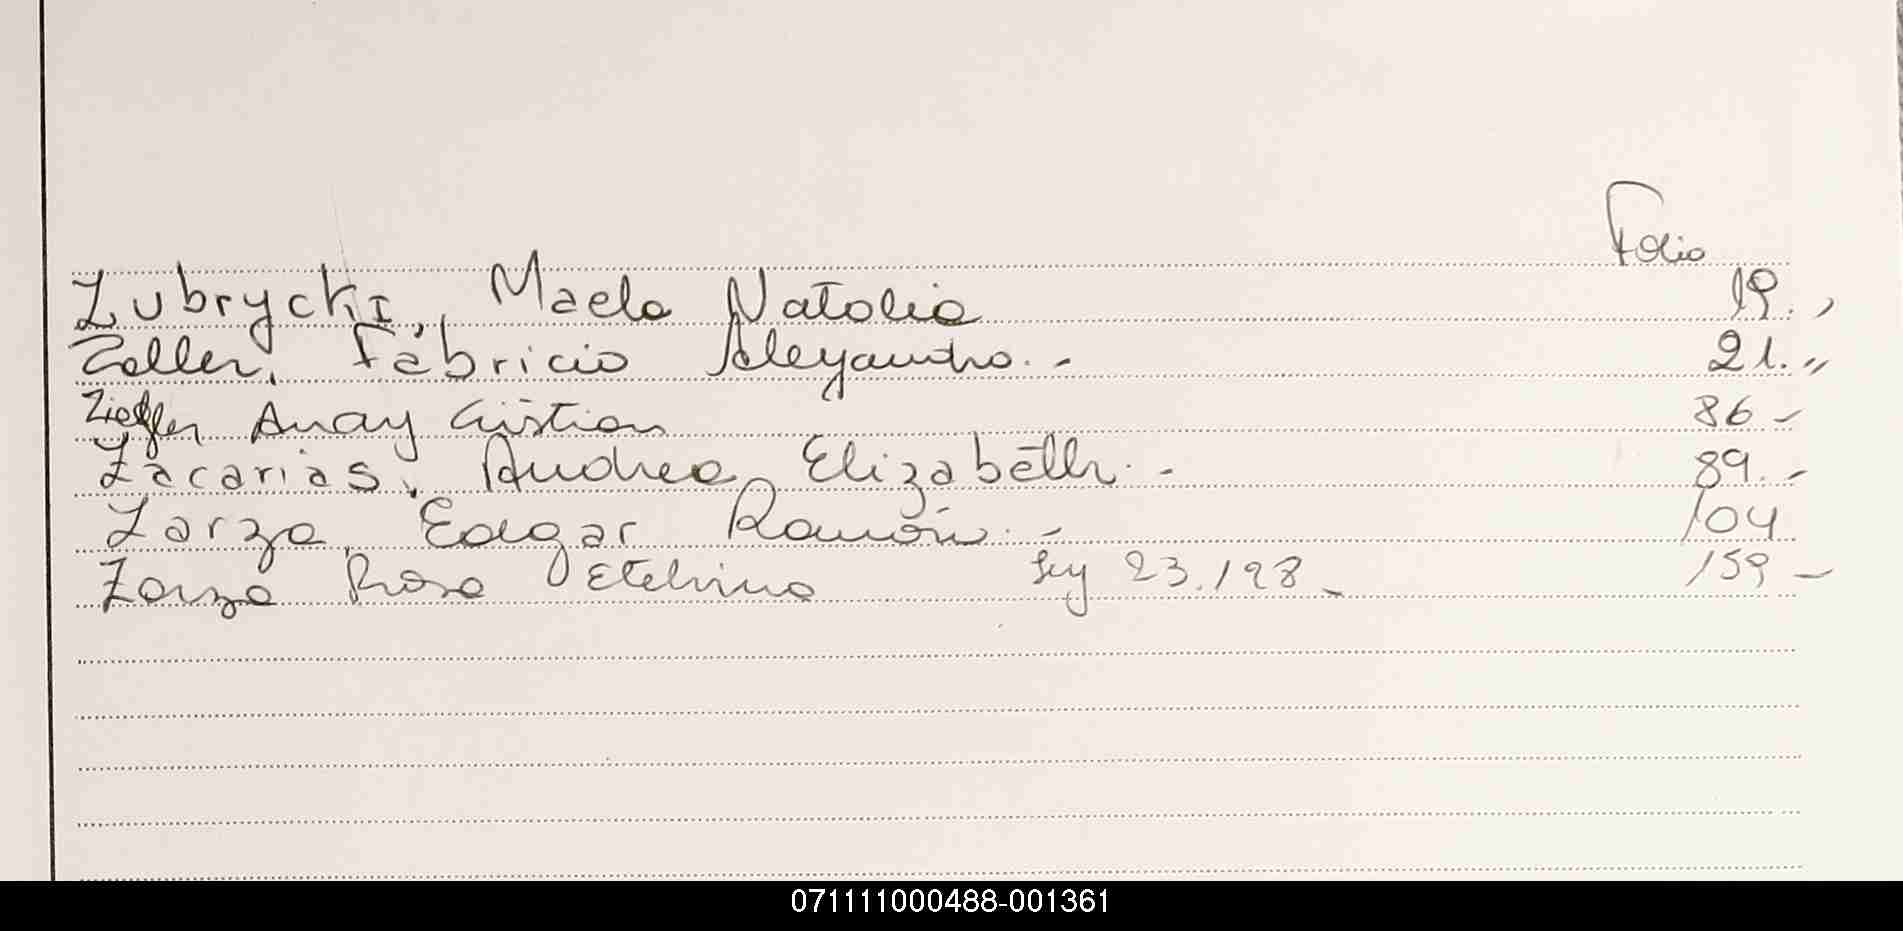 Folio
Zubrycki, Maela Natalia 19.,
Zoller, Fabricio Alejandro.- 21.,,
Ziegler Anay Cristian 86-
Zacarias, Andrea Elizabeth.- 89.-
Zarza, Edgar Ramón.- 104
Zarza Rosa Etelvina Ley 23.198- 159-
071111000488-001361